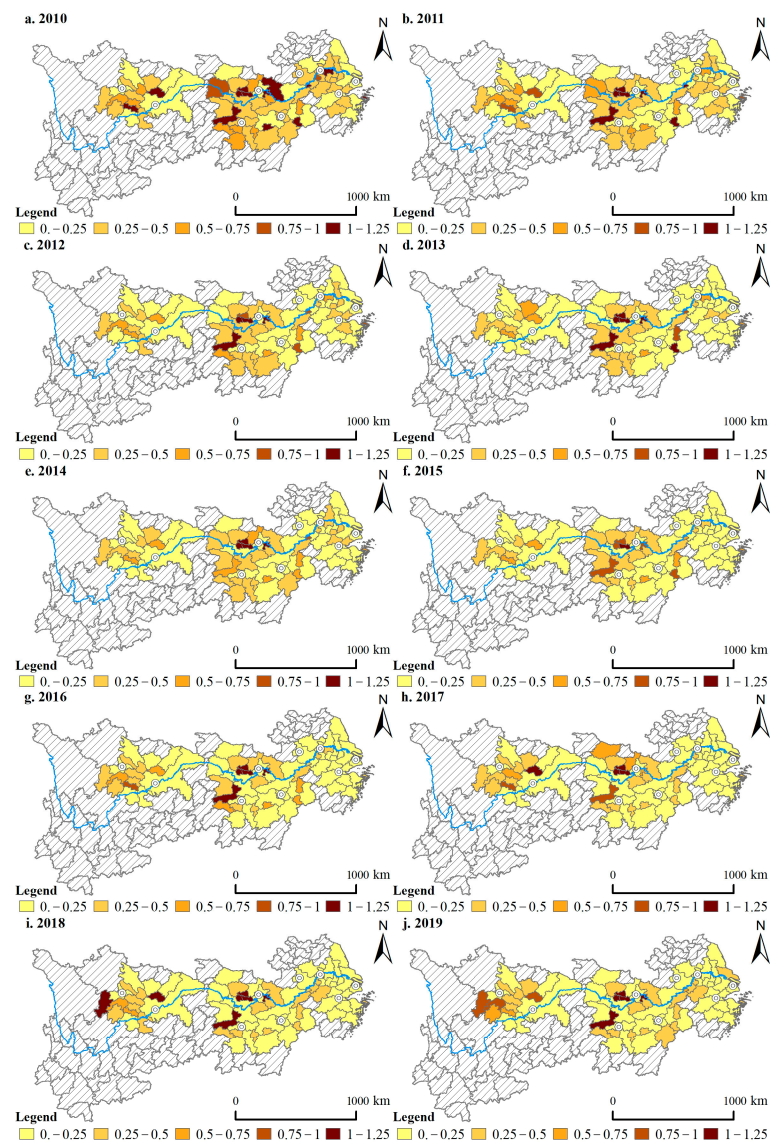 a. 2010
N
0 1000 km
Legend
0. – 0.25 0.25 – 0.5 0.5 – 0.75 0.75 – 1 1 – 1.25
b. 2011
N
0 1000 km
Legend
0. – 0.25 0.25 – 0.5 0.5 – 0.75 0.75 – 1 1 – 1.25
c. 2012
N
0 1000 km
Legend
0. – 0.25 0.25 – 0.5 0.5 – 0.75 0.75 – 1 1 – 1.25
d. 2013
N
0 1000 km
Legend
0. – 0.25 0.25 – 0.5 0.5 – 0.75 0.75 – 1 1 – 1.25
e. 2014
N
0 1000 km
Legend
0. – 0.25 0.25 – 0.5 0.5 – 0.75 0.75 – 1 1 – 1.25
f. 2015
N
0 1000 km
Legend
0. – 0.25 0.25 – 0.5 0.5 – 0.75 0.75 – 1 1 – 1.25
g. 2016
N
0 1000 km
Legend
0. – 0.25 0.25 – 0.5 0.5 – 0.75 0.75 – 1 1 – 1.25
h. 2017
N
0 1000 km
Legend
0. – 0.25 0.25 – 0.5 0.5 – 0.75 0.75 – 1 1 – 1.25
i. 2018
N
0 1000 km
Legend
0. – 0.25 0.25 – 0.5 0.5 – 0.75 0.75 – 1 1 – 1.25
j. 2019
N
0 1000 km
Legend
0. – 0.25 0.25 – 0.5 0.5 – 0.75 0.75 – 1 1 – 1.25